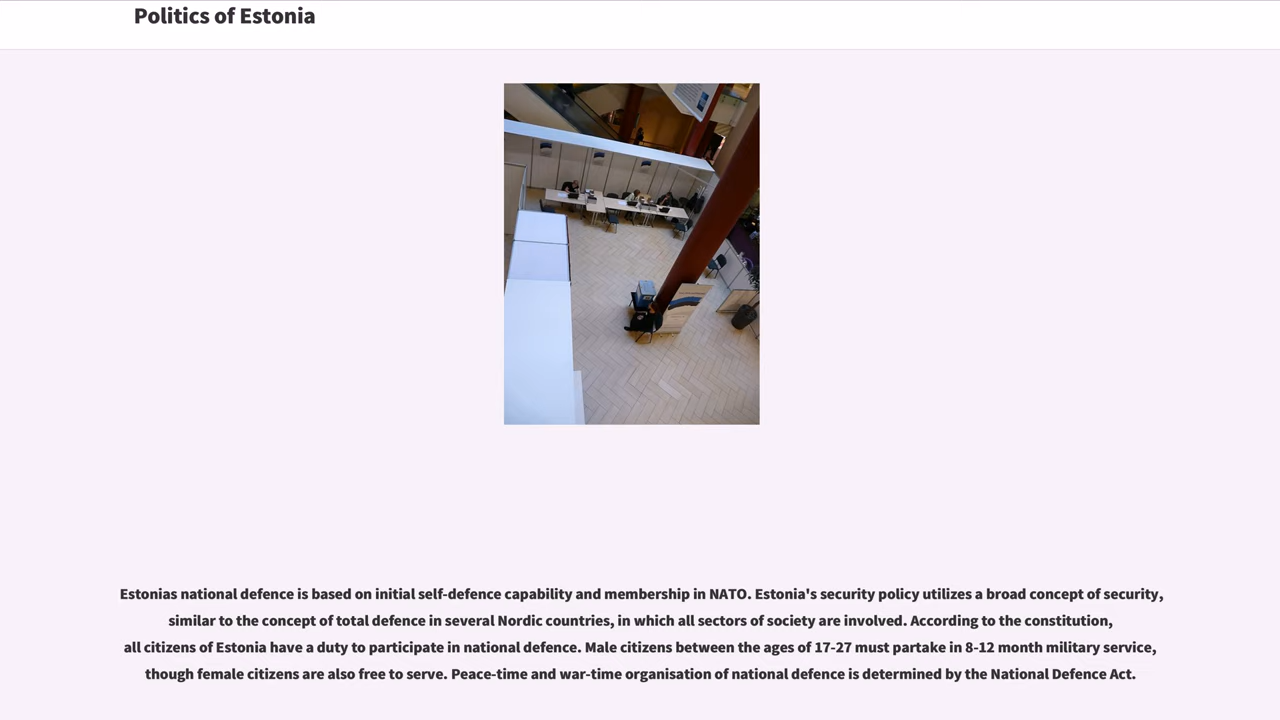 Politics of Estonia
Estonias national defence is based on initial self-defence capability and membership in NATO. Estonia's security policy utilizes a broad concept of security,
similar to the concept of total defence in several Nordic countries, in which all sectors of society are involved. According to the constitution,
all citizens of Estonia have a duty to participate in national defence. Male citizens between the ages of 17-27 must partake in 8-12 month military service,
though female citizens are also free to serve. Peace-time and war-time organisation of national defence is determined by the National Defence Act.